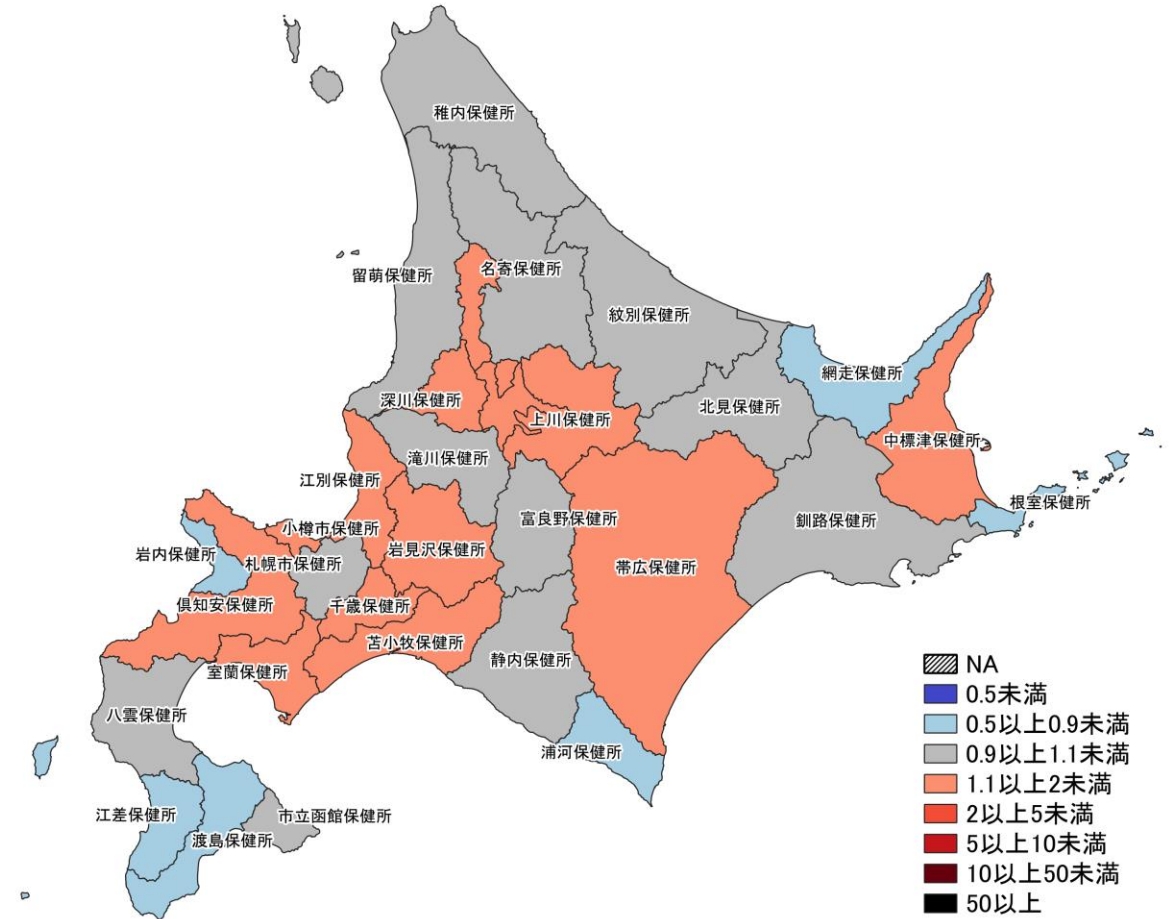 稚内保健所
名寄保健所
留萌保健所
紋別保健所
網走保健所
深川保健所
北見保健所
上川保健所
中標津保健所
滝川保健所
江別保健所
根室保健所
富良野保健所
釧路保健所
小樽市保健所
岩内保健所
岩見沢保健所
札幌市保健所
帯広保健所
倶知安保健所
千歳保健所
苫小牧保健所
静内保健所
室蘭保健所
八雲保健所
浦河保健所
江差保健所
市立函館保健所
渡島保健所
NA
0.5未満
0.5以上0.9未満
0.9以上1.1未満
1.1以上2未満
2以上5未満
5以上10未満
10以上50未満
50以上